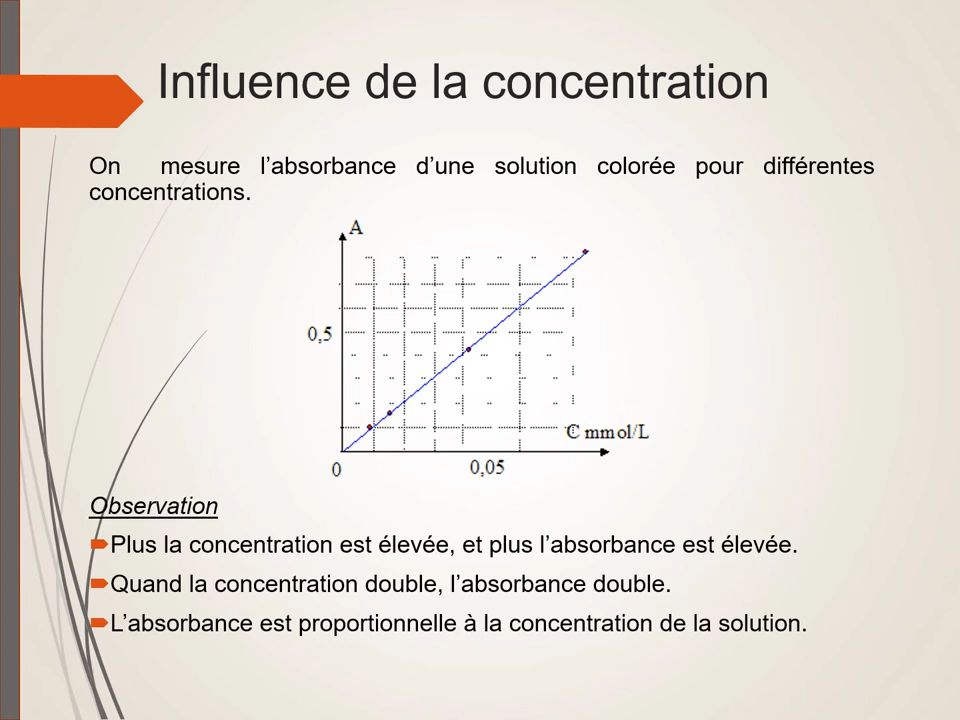 Influence de la concentration
On mesure l’absorbance d’une solution colorée pour différentes
concentrations.
A
0,5
C mmol/L
0
0,05
Observation
Plus la concentration est élevée, et plus l’absorbance est élevée.
Quand la concentration double, l’absorbance double.
L’absorbance est proportionnelle à la concentration de la solution.